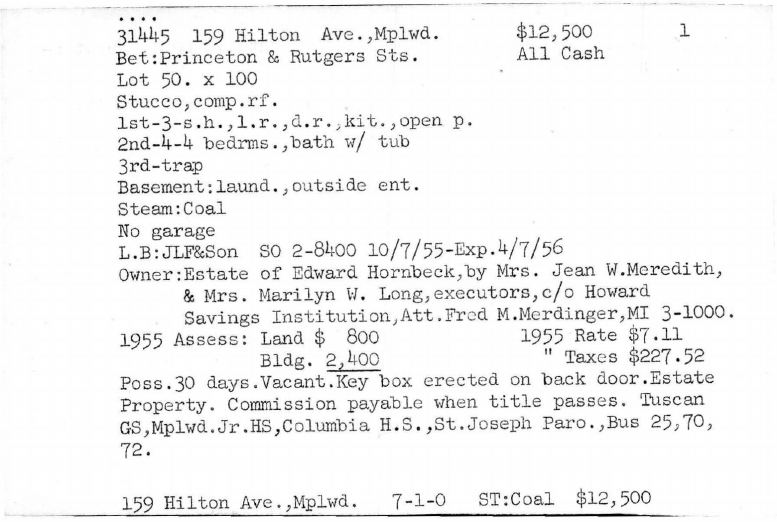 ....
31445 159 Hilton Ave.,Mplwd. $12,500 1
Bet:Princeton & Rutgers Sts. All Cash
Lot 50. x 100
Stucco,comp.rf.
1st-3-s.h.,l.r.,d.r.,kit.,open p.
2nd-4-4 bedrms.,bath w/ tub
3rd-trap
Basement:laund.,outside ent.
Steam:Coal
No garage
L.B:JLF&Son SO 2-8400 10/7/55-Exp.4/7/56
Owner:Estate of Edward Hornbeck,by Mrs. Jean W.Meredith,
& Mrs. Marilyn W. Long,executors,c/o Howard
Savings Institution,Att.Fred M.Merdinger,MI 3-1000.
1955 Assess: Land $ 800 1955 Rate $7.11
Bldg. 2,400 " Taxes $227.52
Poss.30 days.Vacant.Key box erected on back door.Estate
Property. Commission payable when title passes. Tuscan
GS,Mplwd.Jr.HS,Columbia H.S.,St.Joseph Paro.,Bus 25,70,
72.
159 Hilton Ave.,Mplwd. 7-1-0 ST:Coal $12,500